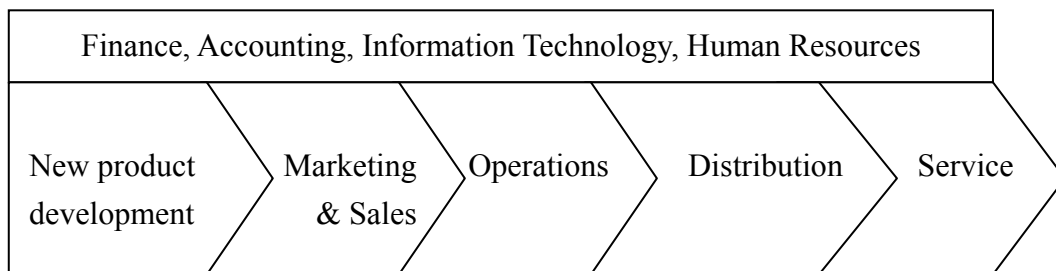 Finance, Accounting, Information Technology, Human Resources
New product
development
Marketing
& Sales
Operations
Distribution
Service